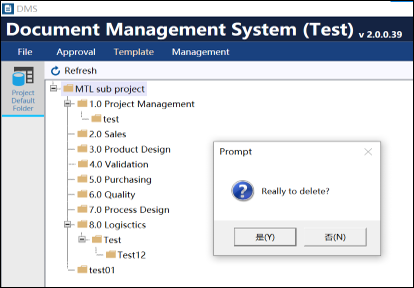 DMS
Document Management System (Test) v 2.0.0.39
File Approval Template Management
Project
Default
Folder
Refresh
MTL sub project
1.0 Project Management
test
2.0 Sales
3.0 Product Design
4.0 Validation
5.0 Purchasing
6.0 Quality
7.0 Process Design
8.0 Logisctics
Test
Test12
test01
Prompt
Really to delete?
是(Y) 否(N)